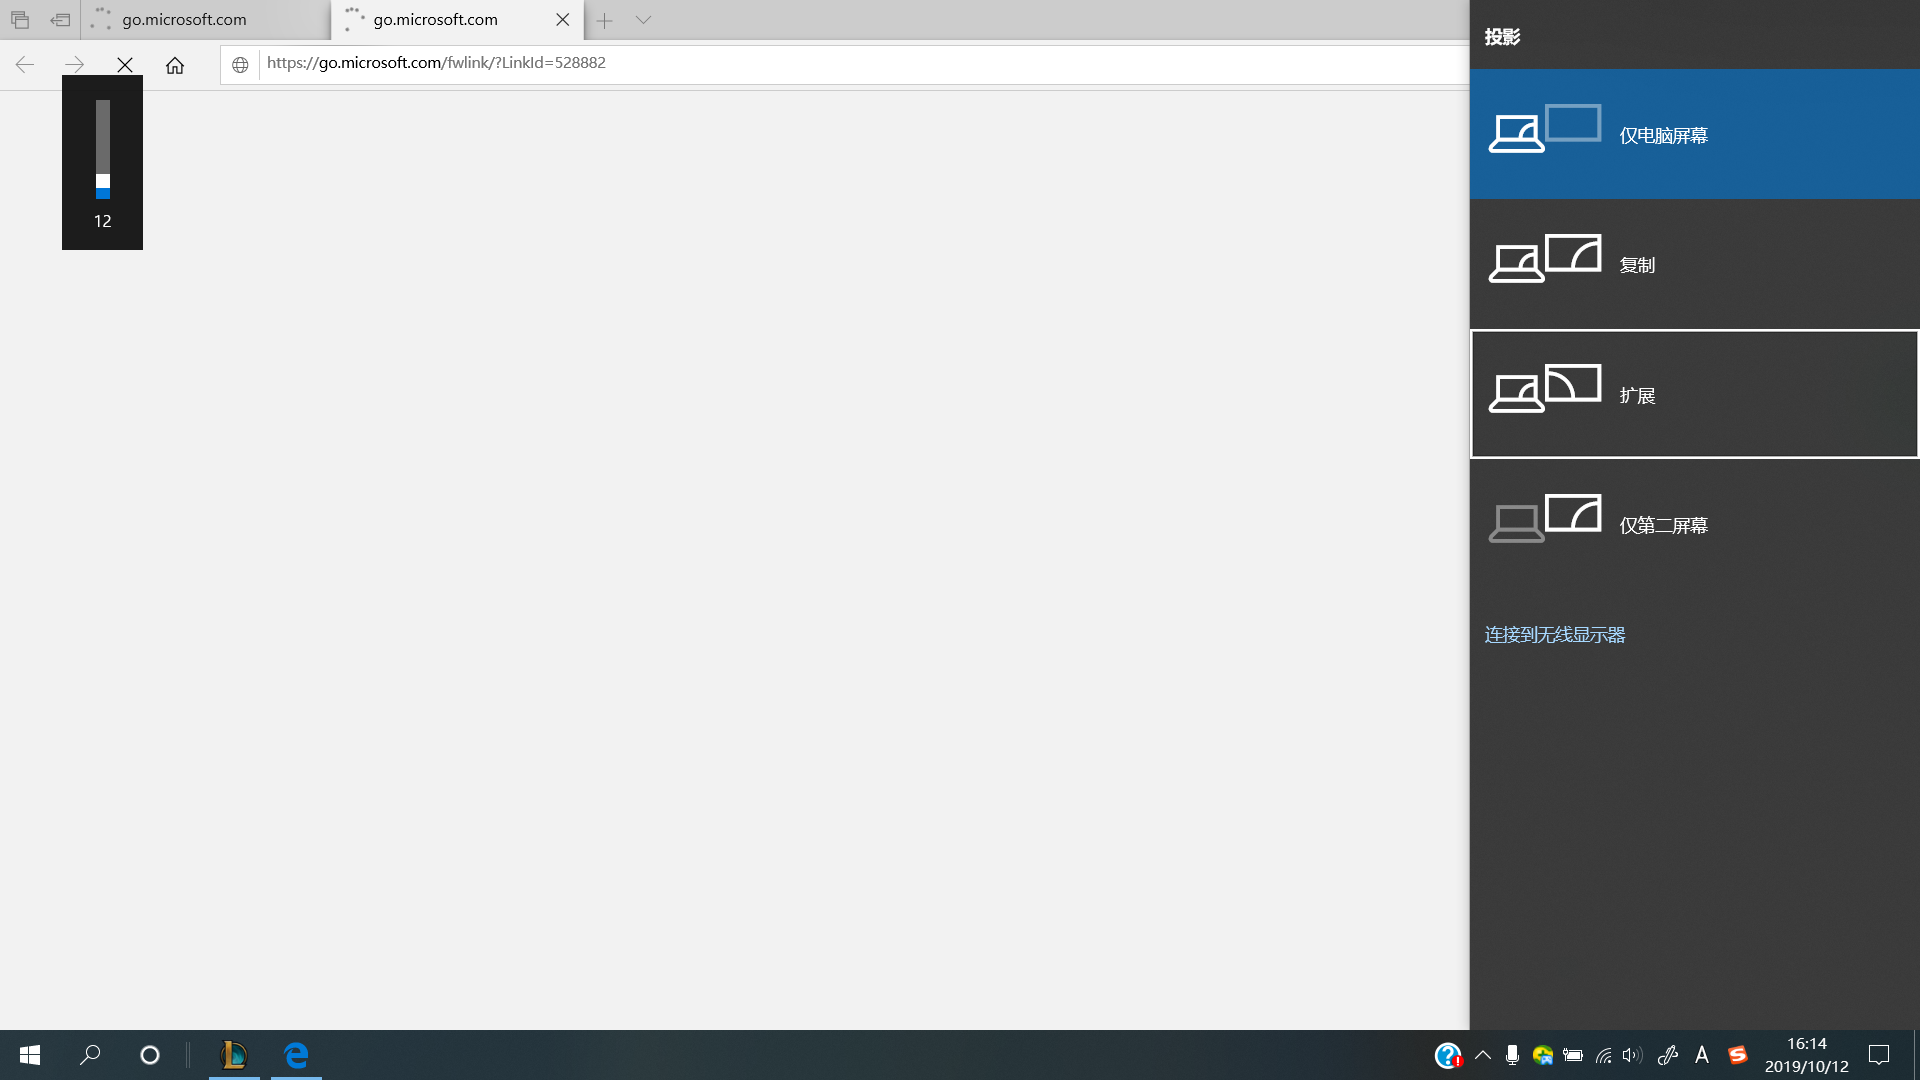 go.microsoft.com
go.microsoft.com
https://go.microsoft.com/fwlink/?LinkId=528882
12
投影
仅电脑屏幕
复制
扩展
仅第二屏幕
连接到无线显示器
A
16:14
2019/10/12